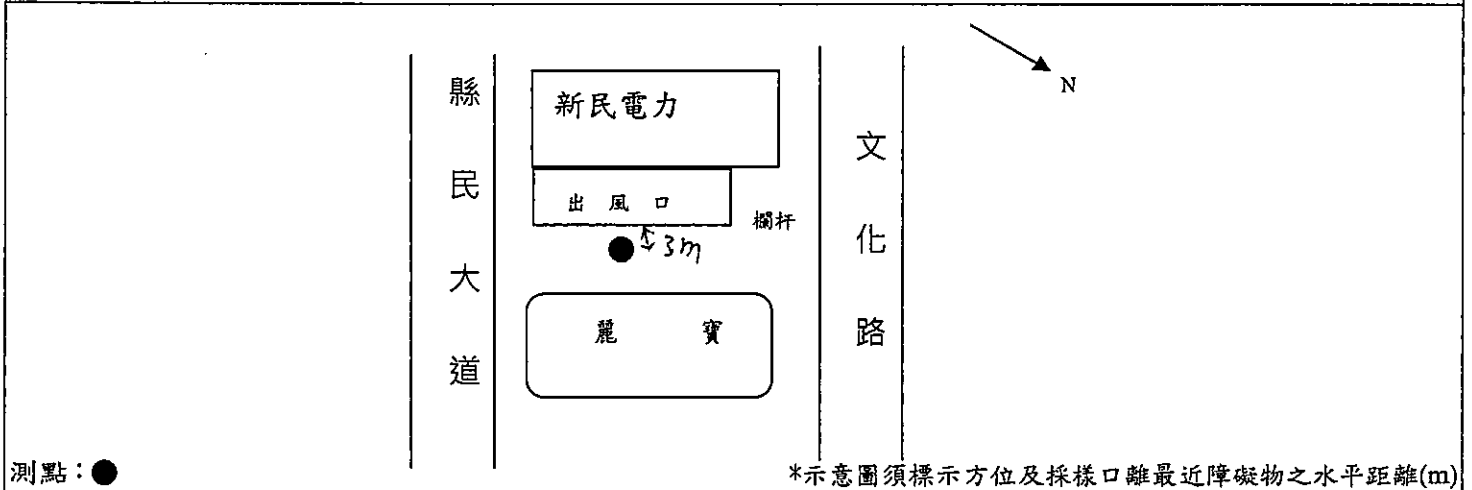 N
縣民大道
新民電力
出風口
欄杆
3m
麗寶
文化路
測點：●
*示意圖須標示方位及採樣口離最近障礙物之水平距離(m)